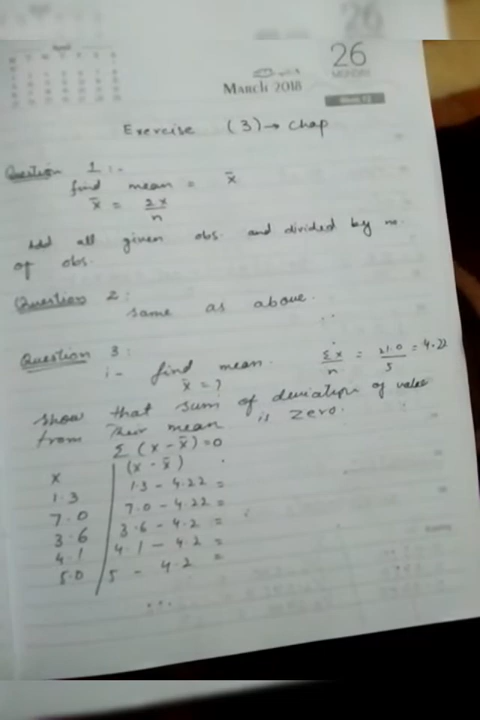 April
26
MONDAY
MARCH 2018
Exercise (3) → Chap
Question 1:-
find mean = x̄
x̄ = Σx/n
Add all given obs. and divided by no.
of obs.
Question 2:
Same as above.
Question 3:
i- find mean. Σx/n = 21.0/5 = 4.22
x̄ = ?
Show that sum of deviation of values
from their mean is zero.
Σ(x - x̄) = 0
x (x - x̄)
1.3 1.3 - 4.22 =
7.0 7.0 - 4.22 =
3.6 3.6 - 4.2 =
4.1 4.1 - 4.2 =
5.0 5 - 4.2 =
...